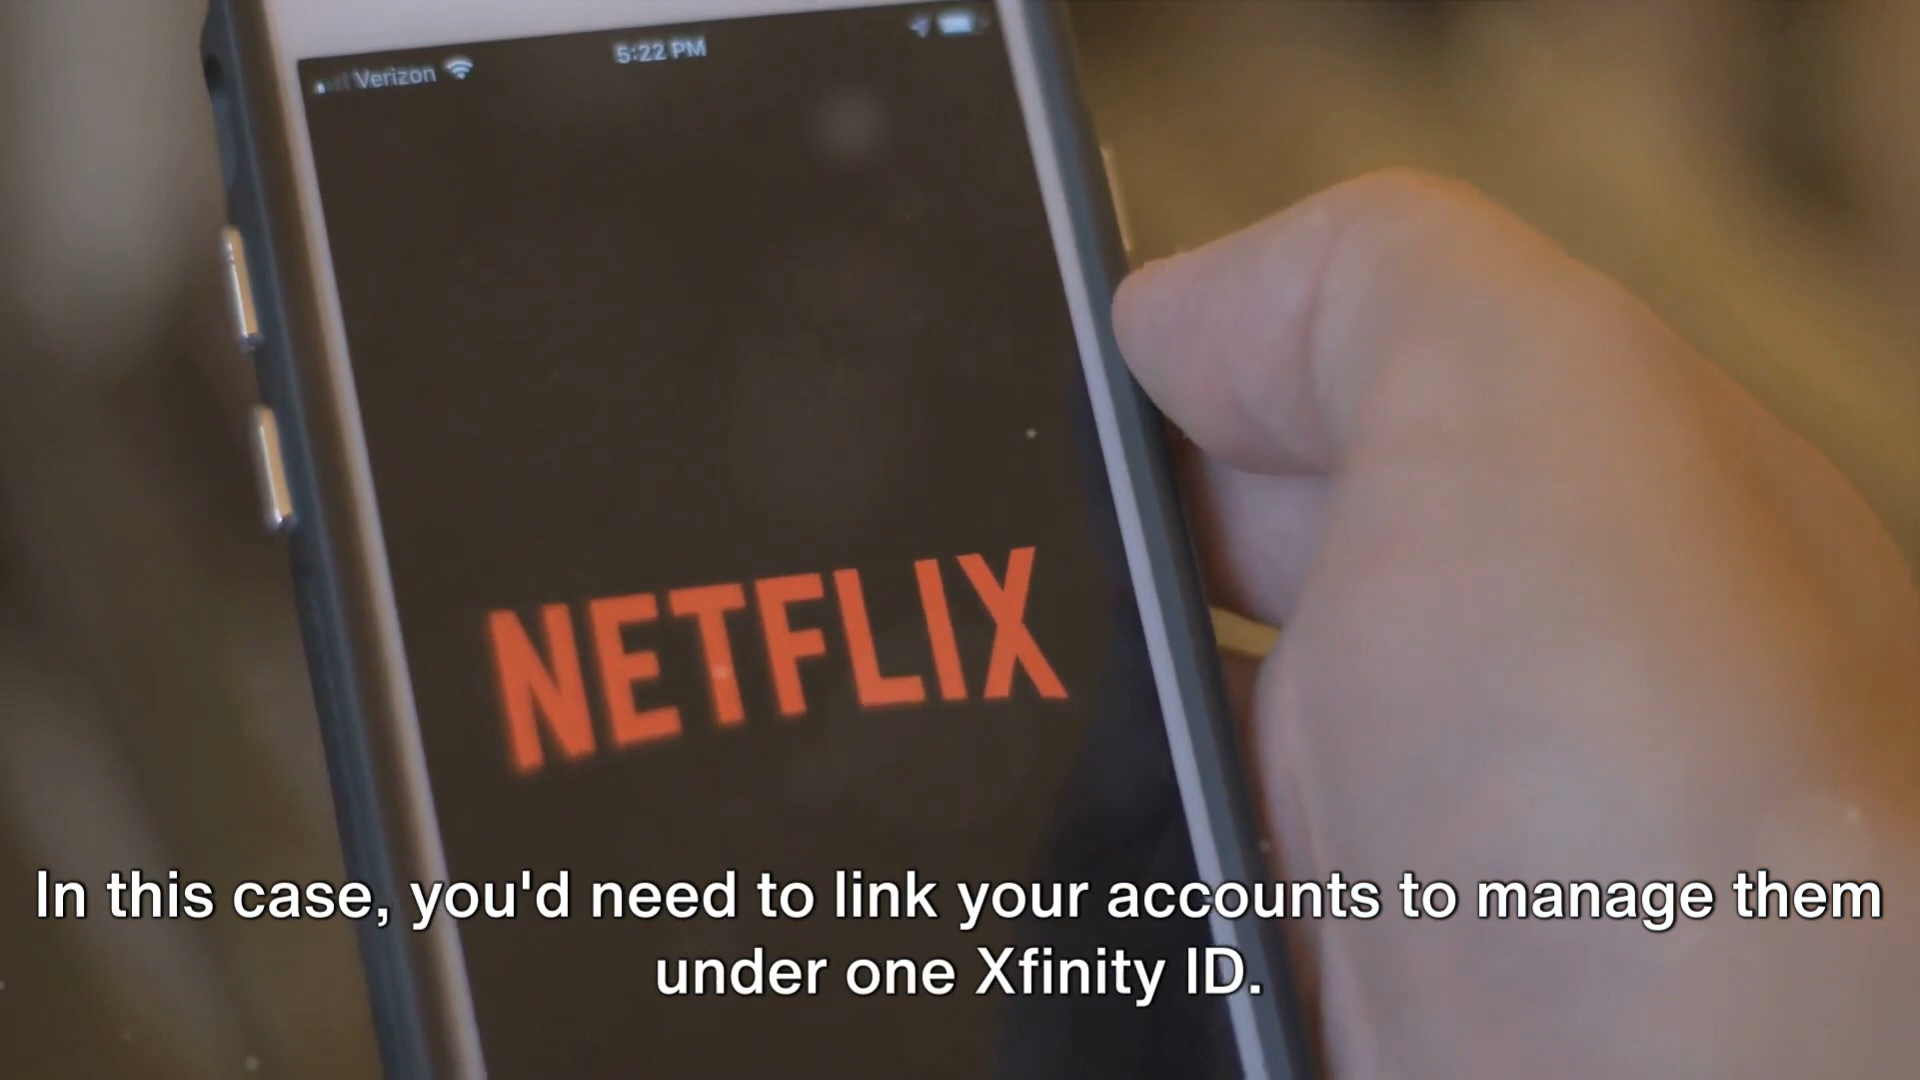 Verizon
5:22 PM
NETFLIX
In this case, you'd need to link your accounts to manage them
under one Xfinity ID.